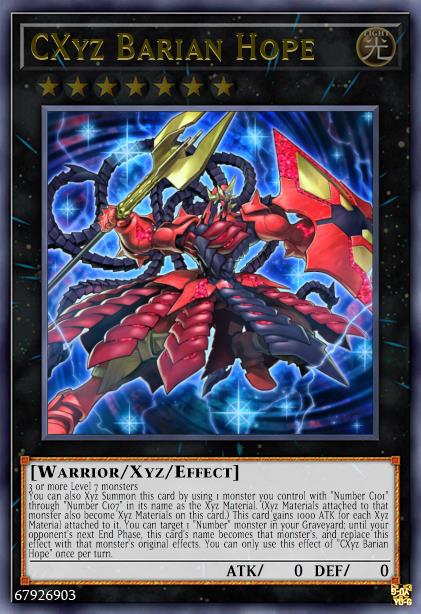 CXyz Barian Hope
LIGHT
光
[Warrior/Xyz/Effect]
3 or more Level 7 monsters
You can also Xyz Summon this card by using 1 monster you control with "Number C101"
through "Number C107" in its name as the Xyz Material. (Xyz Materials attached to that
monster also become Xyz Materials on this card.) This card gains 1000 ATK for each Xyz
Material attached to it. You can target 1 "Number" monster in your Graveyard; until your
opponent's next End Phase, this card's name becomes that monster's, and replace this
effect with that monster's original effects. You can only use this effect of "CXyz Barian
Hope" once per turn.
ATK/ 0 DEF/ 0
67926903